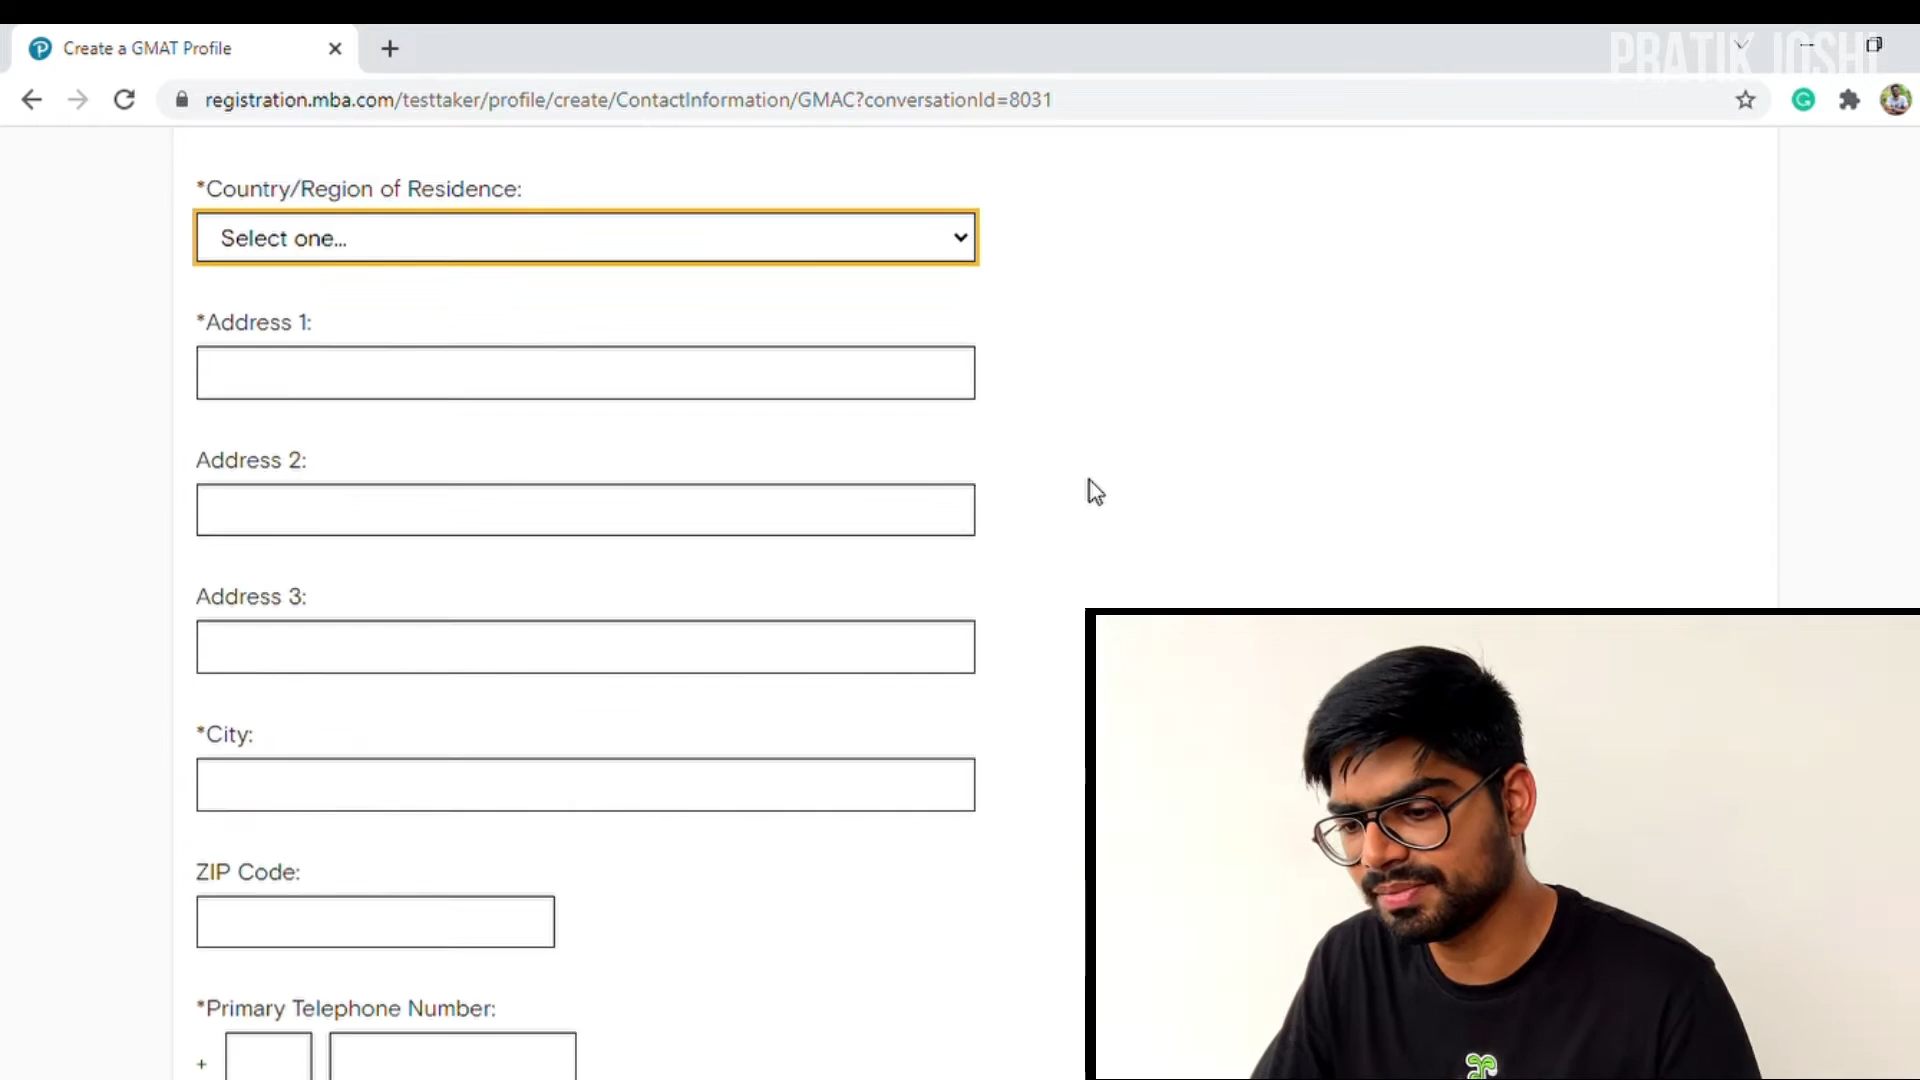 Create a GMAT Profile
PRATIK JOSHI
registration.mba.com/testtaker/profile/create/ContactInformation/GMAC?conversationId=8031
*Country/Region of Residence:
Select one...
*Address 1:
Address 2:
Address 3:
*City:
ZIP Code:
*Primary Telephone Number:
+